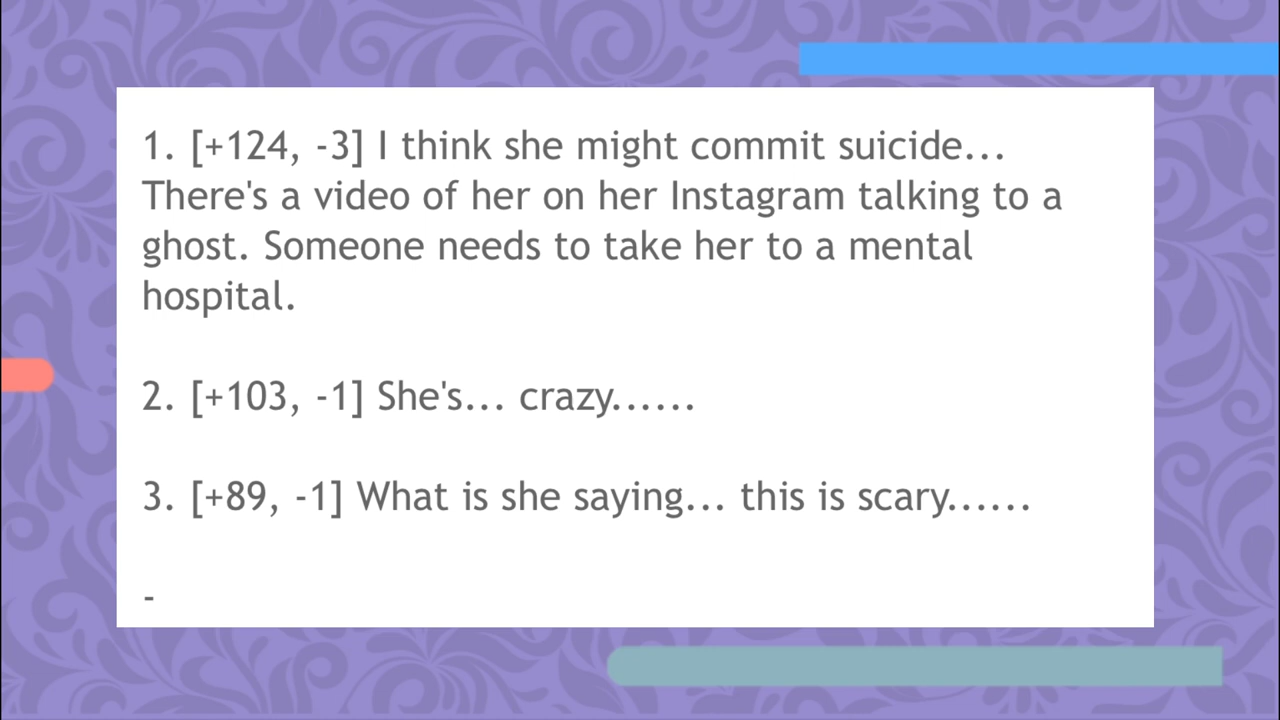 1. [+124, -3] I think she might commit suicide...
There's a video of her on her Instagram talking to a
ghost. Someone needs to take her to a mental
hospital.
2. [+103, -1] She's... crazy......
3. [+89, -1] What is she saying... this is scary......
-